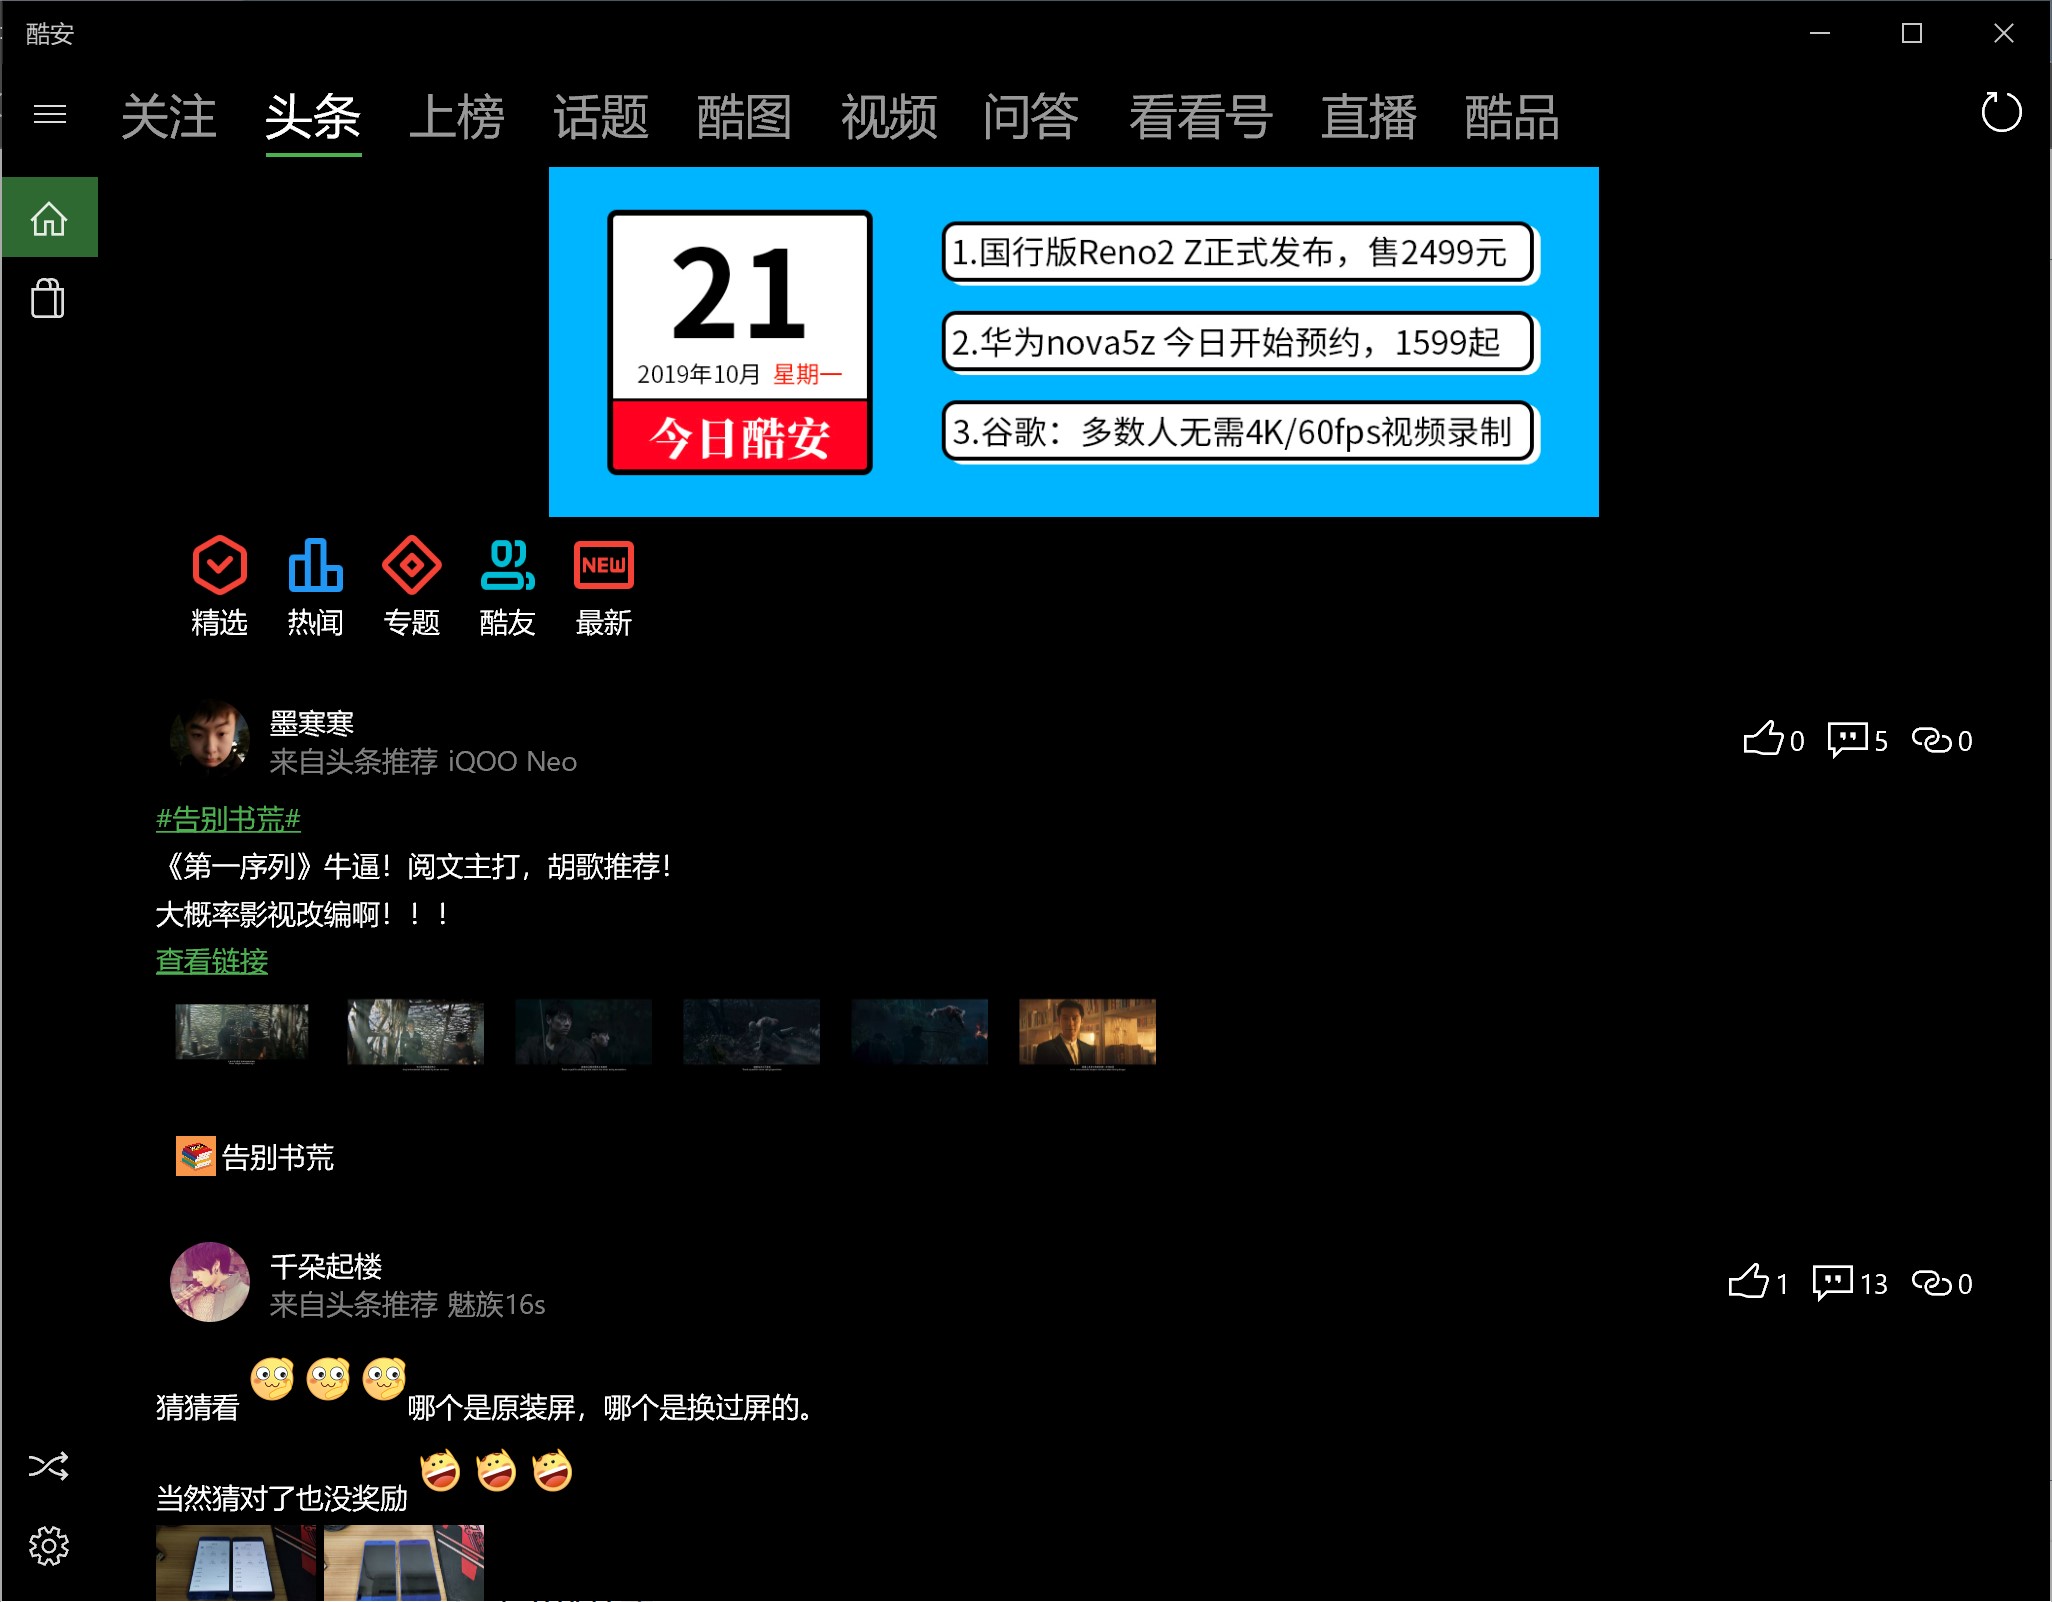 酷安
关注 头条 上榜 话题 酷图 视频 问答 看看号 直播 酷品
21
2019年10月 星期一
今日酷安
1.国行版Reno2 Z正式发布，售2499元
2.华为nova5z 今日开始预约，1599起
3.谷歌：多数人无需4K/60fps视频录制
NEW
精选 热闻 专题 酷友 最新
墨寒寒
来自头条推荐 iQOO Neo
0 5 0
#告别书荒#
《第一序列》牛逼！阅文主打，胡歌推荐！
大概率影视改编啊！！！
查看链接
告别书荒
千朵起楼
来自头条推荐 魅族16s
1 13 0
猜猜看 哪个是原装屏，哪个是换过屏的。
当然猜对了也没奖励